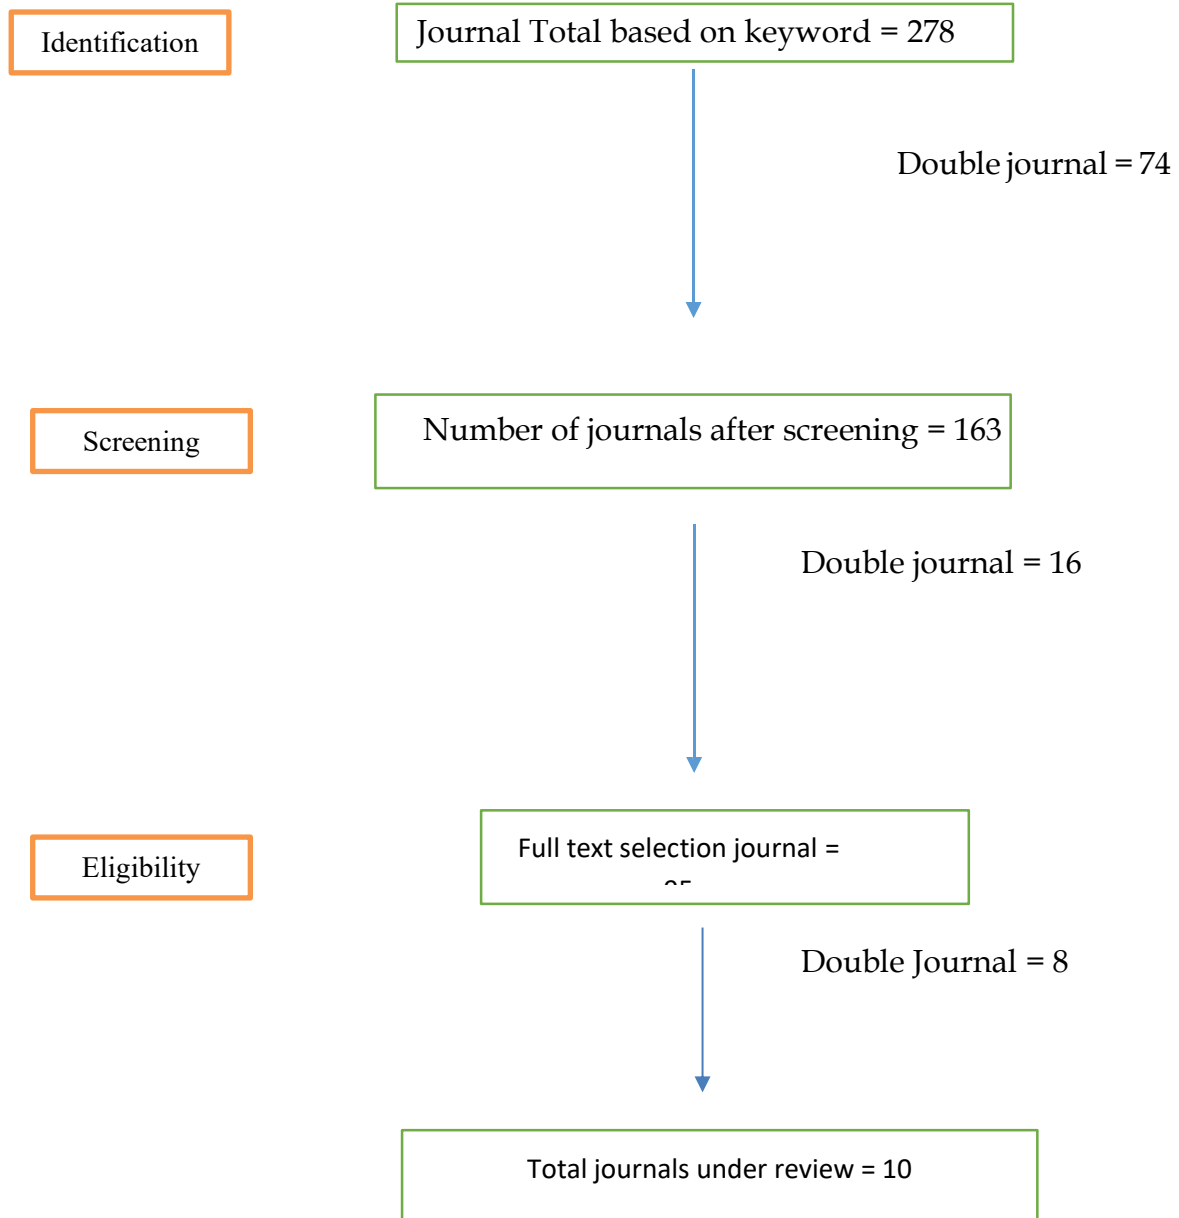 Identification
Journal Total based on keyword = 278
Double journal = 74
Screening
Number of journals after screening = 163
Double journal = 16
Eligibility
Full text selection journal =
Double Journal = 8
Total journals under review = 10